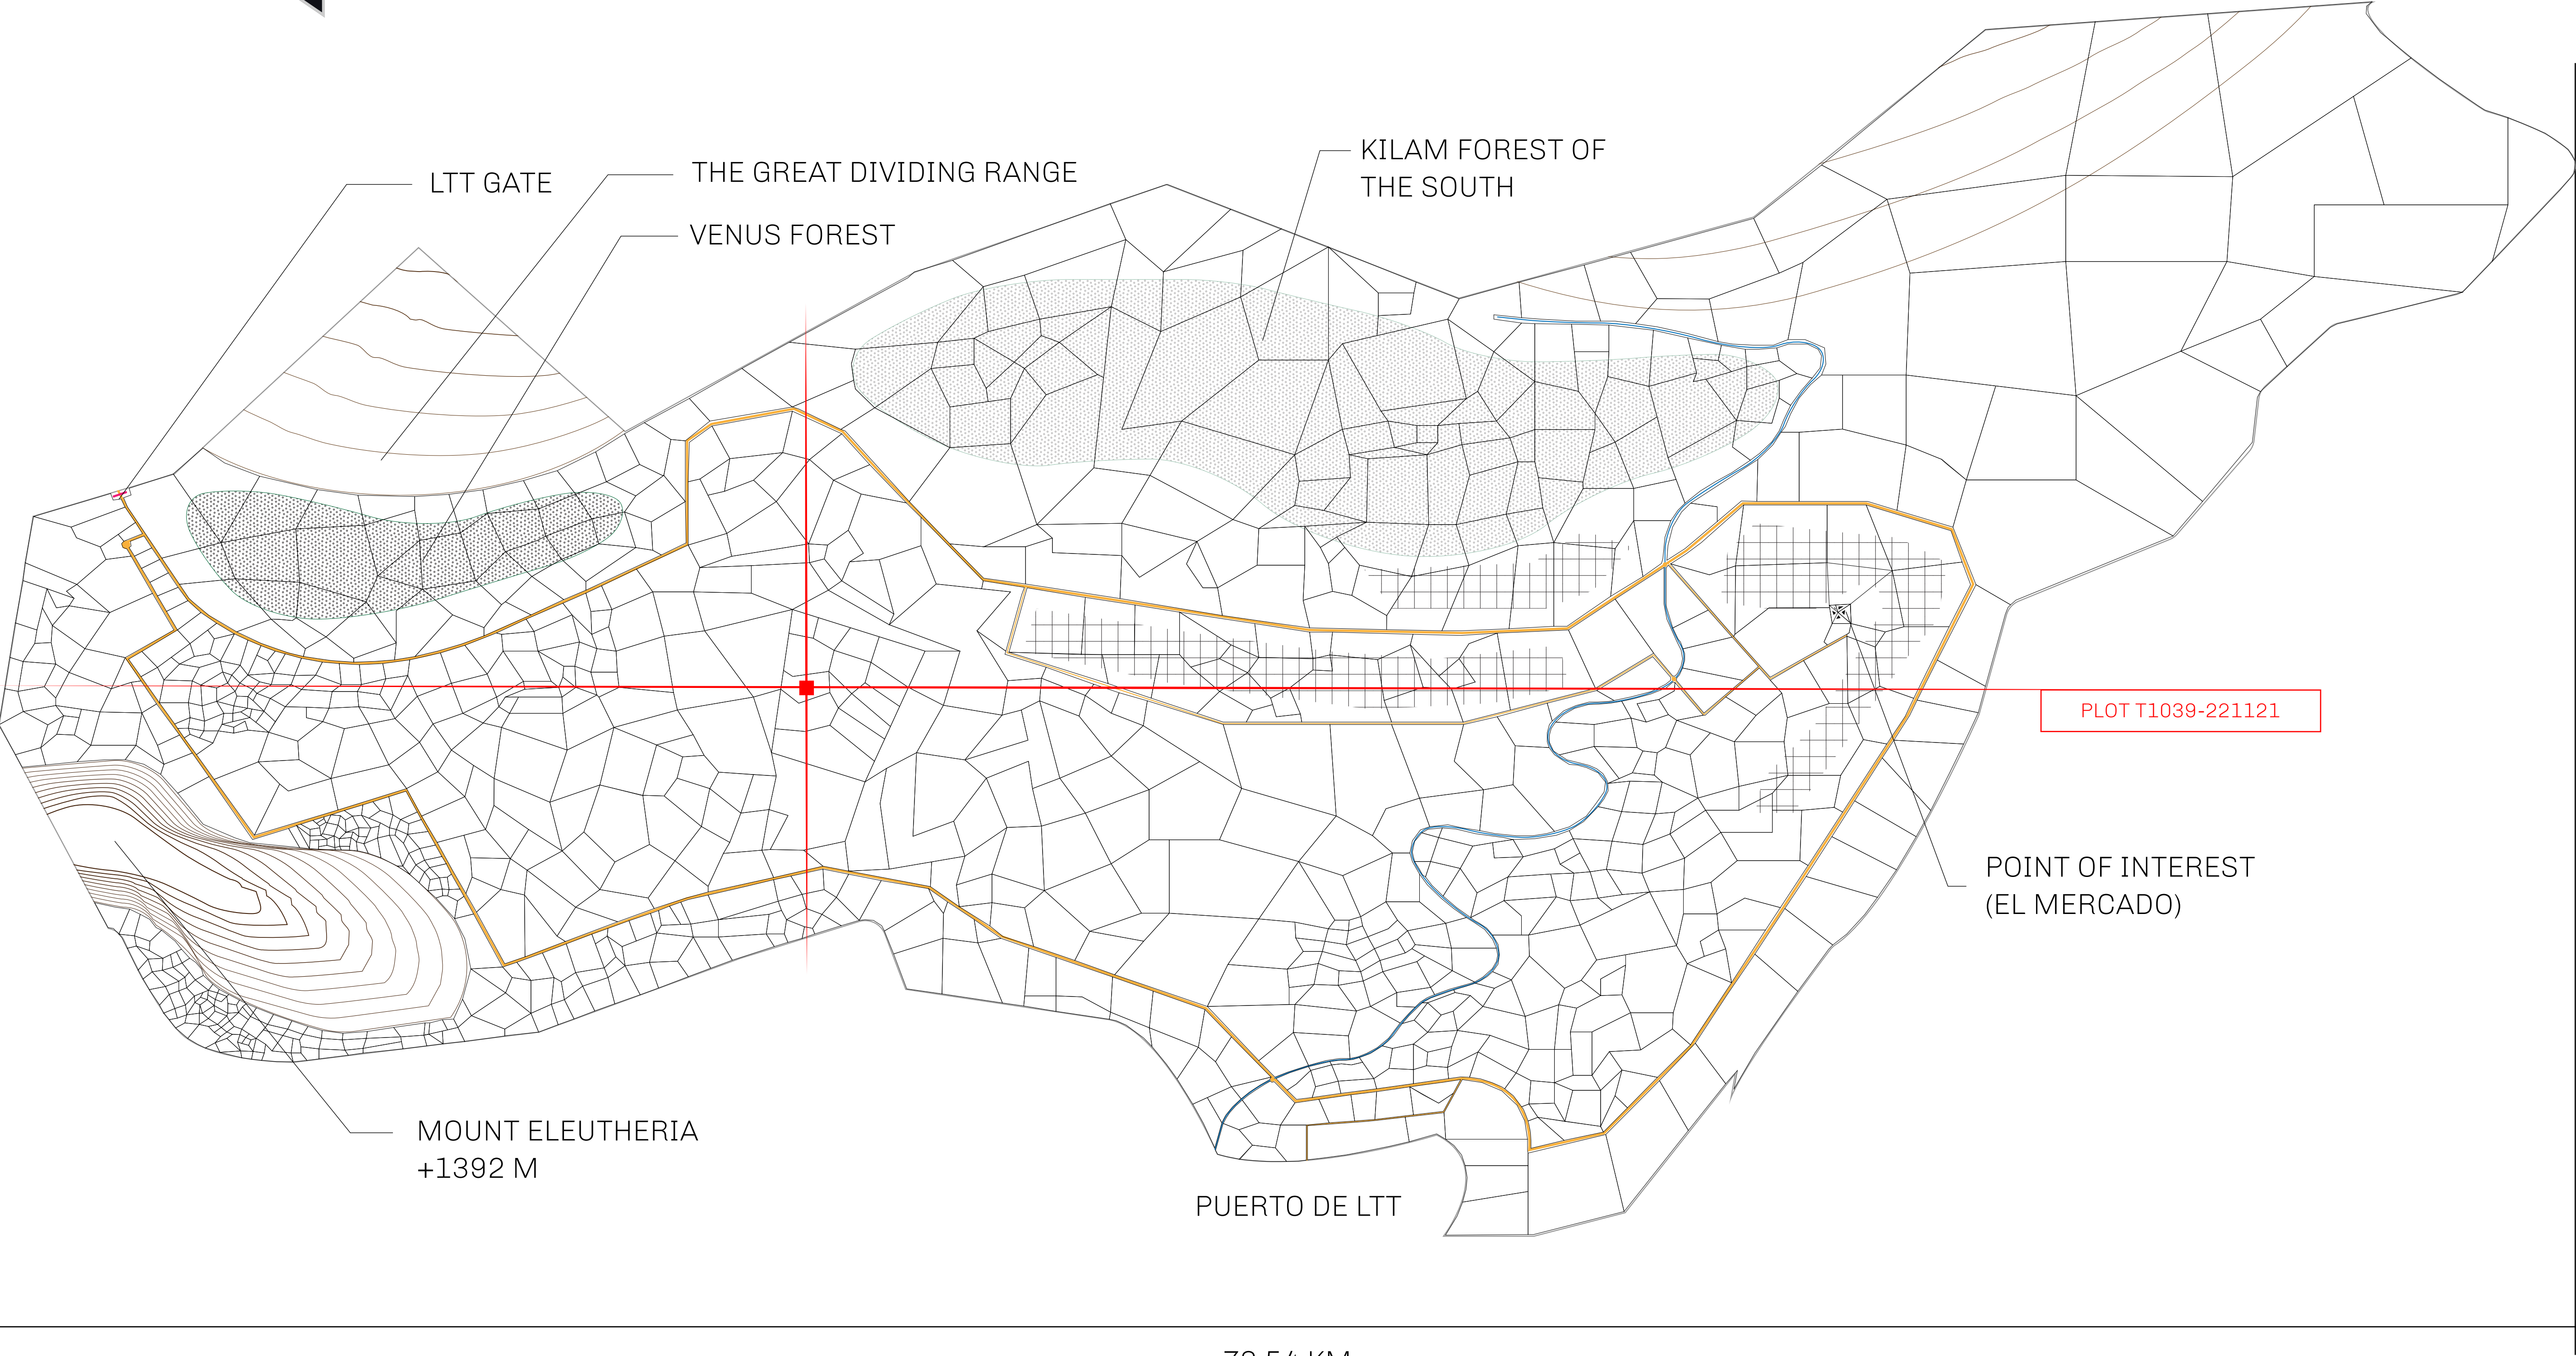 KILAM FOREST OF
THE SOUTH
THE GREAT DIVIDING RANGE
LTT GATE
VENUS FOREST
PLOT T1039-221121
POINT OF INTEREST
(EL MERCADO)
MOUNT ELEUTHERIA
+1392 M
PUERTO DE LTT